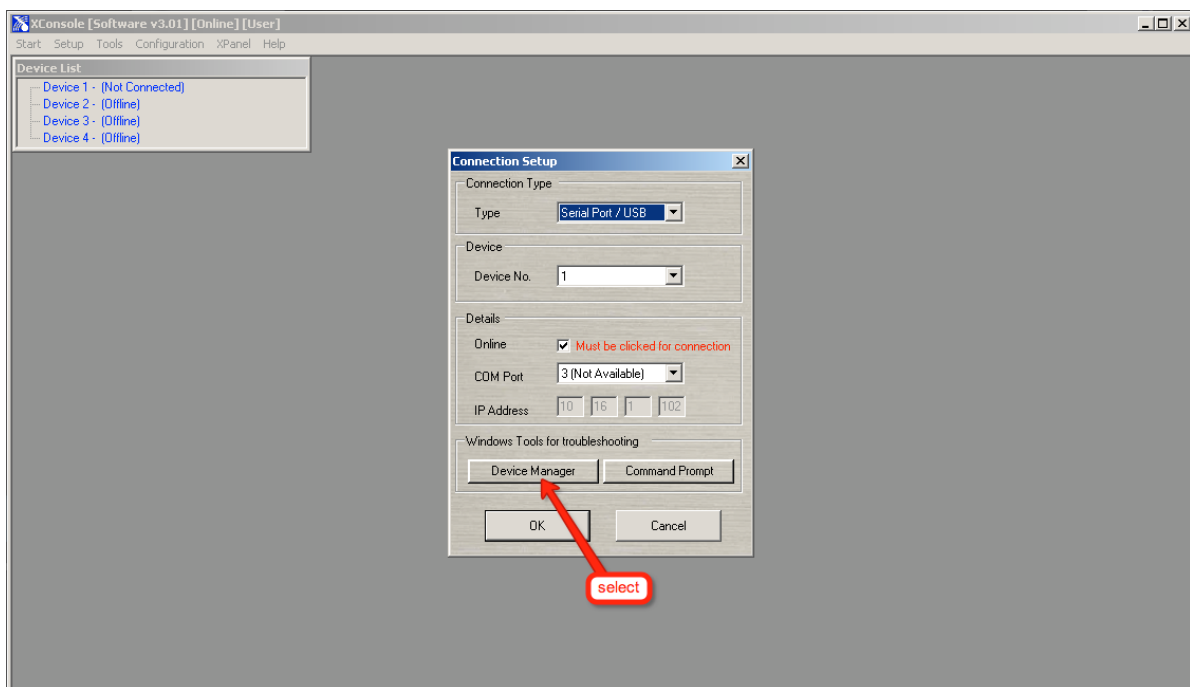 XConsole [Software v3.01] [Online] [User]
Start Setup Tools Configuration XPanel Help
Device List
Device 1 - (Not Connected)
Device 2 - (Offline)
Device 3 - (Offline)
Device 4 - (Offline)
Connection Setup
Connection Type
Type Serial Port / USB
Device
Device No. 1
Details
Online Must be clicked for connection
COM Port 3 (Not Available)
IP Address 10 16 1 102
Windows Tools for troubleshooting
Device Manager Command Prompt
OK Cancel
select